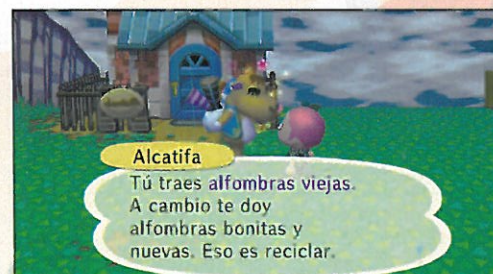 Alcatifa
Tú traes alfombras viejas.
A cambio te doy
alfombras bonitas y
nuevas. Eso es reciclar.